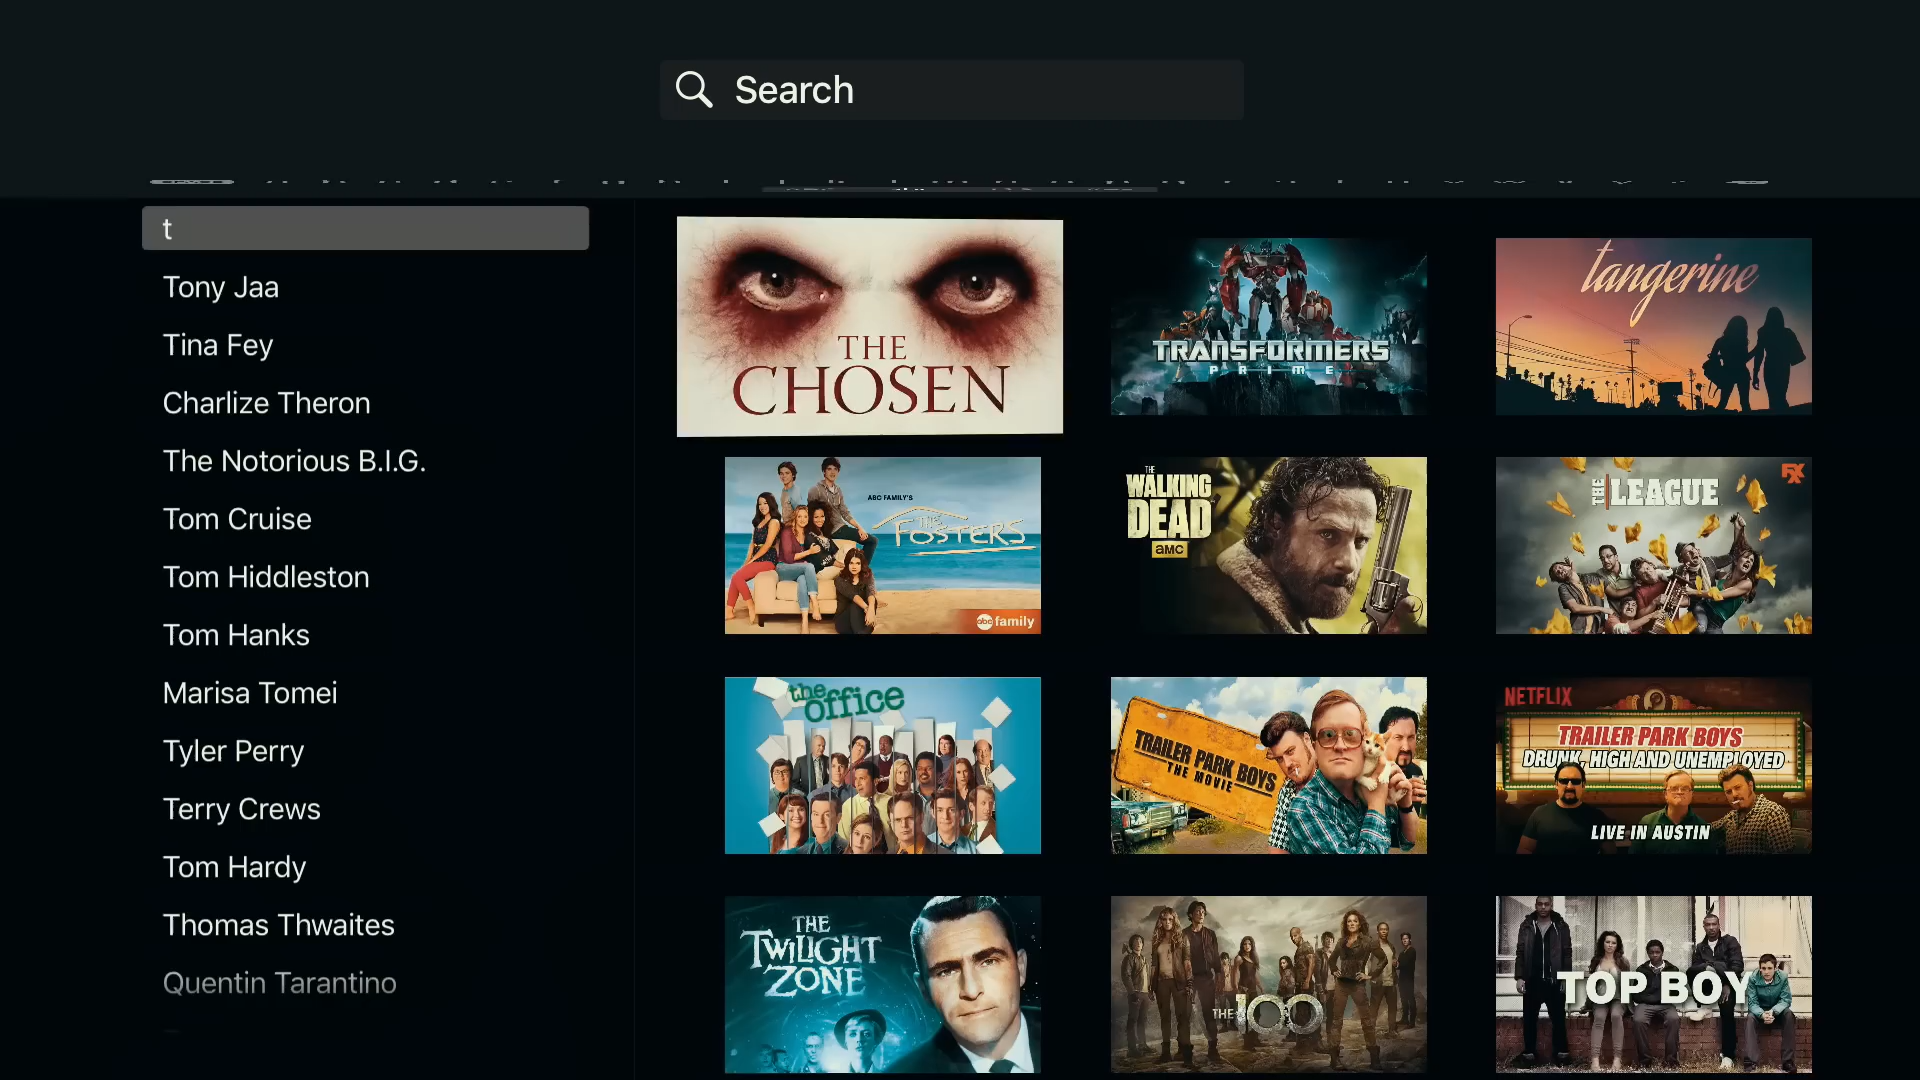 Search
t
Tony Jaa
Tina Fey
Charlize Theron
The Notorious B.I.G.
Tom Cruise
Tom Hiddleston
Tom Hanks
Marisa Tomei
Tyler Perry
Terry Crews
Tom Hardy
Thomas Thwaites
Quentin Tarantino
THE
CHOSEN
TRANSFORMERS
PRIME
tangerine
ABC FAMILY'S
THE
FOSTERS
abc family
THE
WALKING
DEAD
amc
THE LEAGUE
FX
the
office
TRAILER PARK BOYS
THE MOVIE
NETFLIX
TRAILER PARK BOYS
DRUNK, HIGH AND UNEMPLOYED
LIVE IN AUSTIN
THE
TWILIGHT
ZONE
THE 100
TOP BOY